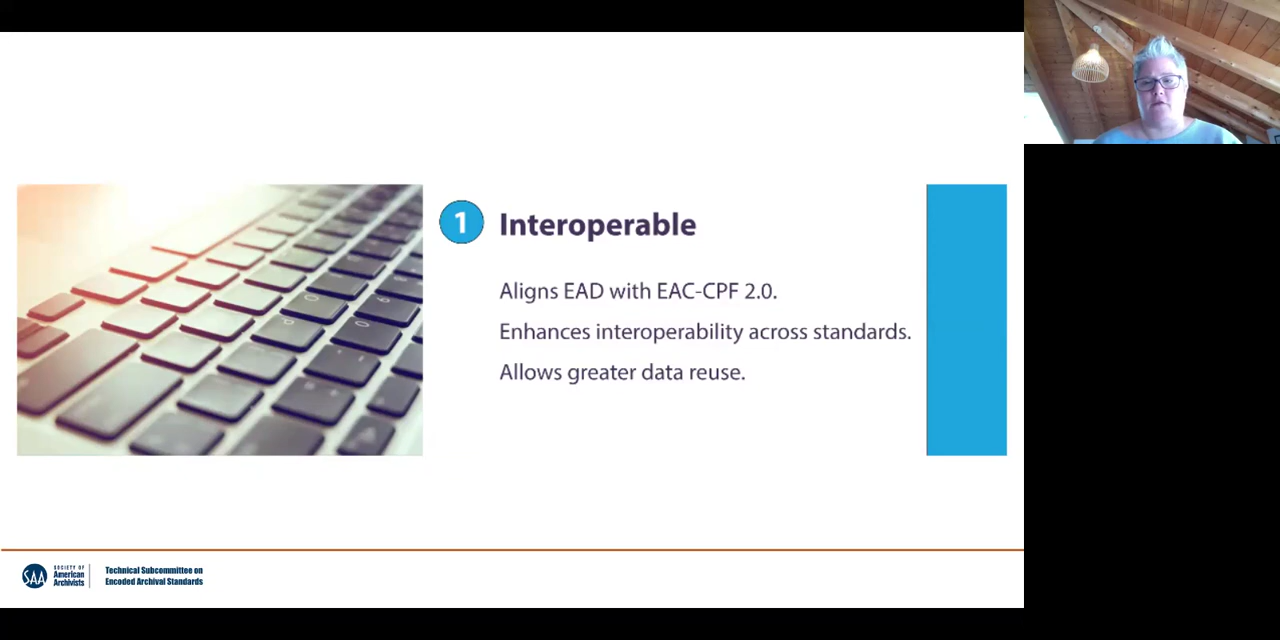 1 Interoperable
Aligns EAD with EAC-CPF 2.0.
Enhances interoperability across standards.
Allows greater data reuse.
SAA
SOCIETY OF
American
Archivists
Technical Subcommittee on
Encoded Archival Standards